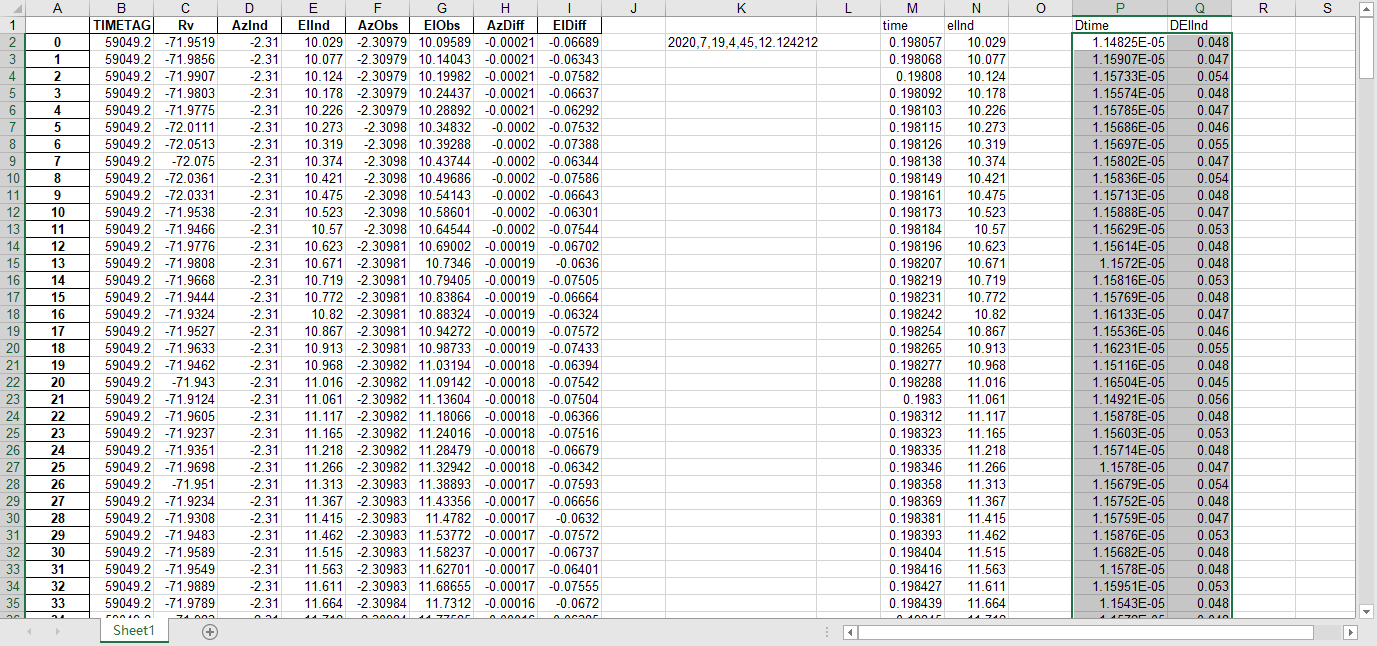 A B C D E F G H I J K L M N O P Q R S
1 TIMETAG Rv AzInd ElInd AzObs ElObs AzDiff ElDiff time elInd Dtime DElInd
2 0 59049.2 -71.9519 -2.31 10.029 -2.30979 10.09589 -0.00021 -0.06689 2020,7,19,4,45,12.124212 0.198057 10.029 1.14825E-05 0.048
3 1 59049.2 -71.9856 -2.31 10.077 -2.30979 10.14043 -0.00021 -0.06343 0.198068 10.077 1.15907E-05 0.047
4 2 59049.2 -71.9907 -2.31 10.124 -2.30979 10.19982 -0.00021 -0.07582 0.19808 10.124 1.15733E-05 0.054
5 3 59049.2 -71.9803 -2.31 10.178 -2.30979 10.24437 -0.00021 -0.06637 0.198092 10.178 1.15574E-05 0.048
6 4 59049.2 -71.9775 -2.31 10.226 -2.30979 10.28892 -0.00021 -0.06292 0.198103 10.226 1.15785E-05 0.047
7 5 59049.2 -72.0111 -2.31 10.273 -2.3098 10.34832 -0.0002 -0.07532 0.198115 10.273 1.15686E-05 0.046
8 6 59049.2 -72.0513 -2.31 10.319 -2.3098 10.39288 -0.0002 -0.07388 0.198126 10.319 1.15697E-05 0.055
9 7 59049.2 -72.075 -2.31 10.374 -2.3098 10.43744 -0.0002 -0.06344 0.198138 10.374 1.15802E-05 0.047
10 8 59049.2 -72.0361 -2.31 10.421 -2.3098 10.49686 -0.0002 -0.07586 0.198149 10.421 1.15836E-05 0.054
11 9 59049.2 -72.0331 -2.31 10.475 -2.3098 10.54143 -0.0002 -0.06643 0.198161 10.475 1.15713E-05 0.048
12 10 59049.2 -71.9538 -2.31 10.523 -2.3098 10.58601 -0.0002 -0.06301 0.198173 10.523 1.15888E-05 0.047
13 11 59049.2 -71.9466 -2.31 10.57 -2.3098 10.64544 -0.0002 -0.07544 0.198184 10.57 1.15629E-05 0.053
14 12 59049.2 -71.9776 -2.31 10.623 -2.30981 10.69002 -0.00019 -0.06702 0.198196 10.623 1.15614E-05 0.048
15 13 59049.2 -71.9808 -2.31 10.671 -2.30981 10.7346 -0.00019 -0.0636 0.198207 10.671 1.1572E-05 0.048
16 14 59049.2 -71.9668 -2.31 10.719 -2.30981 10.79405 -0.00019 -0.07505 0.198219 10.719 1.15816E-05 0.053
17 15 59049.2 -71.9444 -2.31 10.772 -2.30981 10.83864 -0.00019 -0.06664 0.198231 10.772 1.15769E-05 0.048
18 16 59049.2 -71.9324 -2.31 10.82 -2.30981 10.88324 -0.00019 -0.06324 0.198242 10.82 1.16133E-05 0.047
19 17 59049.2 -71.9527 -2.31 10.867 -2.30981 10.94272 -0.00019 -0.07572 0.198254 10.867 1.15536E-05 0.046
20 18 59049.2 -71.9633 -2.31 10.913 -2.30981 10.98733 -0.00019 -0.07433 0.198265 10.913 1.16231E-05 0.055
21 19 59049.2 -71.9462 -2.31 10.968 -2.30982 11.03194 -0.00018 -0.06394 0.198277 10.968 1.15116E-05 0.048
22 20 59049.2 -71.943 -2.31 11.016 -2.30982 11.09142 -0.00018 -0.07542 0.198288 11.016 1.16504E-05 0.045
23 21 59049.2 -71.9124 -2.31 11.061 -2.30982 11.13604 -0.00018 -0.07504 0.1983 11.061 1.14921E-05 0.056
24 22 59049.2 -71.9605 -2.31 11.117 -2.30982 11.18066 -0.00018 -0.06366 0.198312 11.117 1.15878E-05 0.048
25 23 59049.2 -71.9237 -2.31 11.165 -2.30982 11.24016 -0.00018 -0.07516 0.198323 11.165 1.15603E-05 0.053
26 24 59049.2 -71.9351 -2.31 11.218 -2.30982 11.28479 -0.00018 -0.06679 0.198335 11.218 1.15714E-05 0.048
27 25 59049.2 -71.9698 -2.31 11.266 -2.30982 11.32942 -0.00018 -0.06342 0.198346 11.266 1.1578E-05 0.047
28 26 59049.2 -71.951 -2.31 11.313 -2.30983 11.38893 -0.00017 -0.07593 0.198358 11.313 1.15679E-05 0.054
29 27 59049.2 -71.9234 -2.31 11.367 -2.30983 11.43356 -0.00017 -0.06656 0.198369 11.367 1.15752E-05 0.048
30 28 59049.2 -71.9308 -2.31 11.415 -2.30983 11.4782 -0.00017 -0.0632 0.198381 11.415 1.15759E-05 0.047
31 29 59049.2 -71.9483 -2.31 11.462 -2.30983 11.53772 -0.00017 -0.07572 0.198393 11.462 1.15876E-05 0.053
32 30 59049.2 -71.9589 -2.31 11.515 -2.30983 11.58237 -0.00017 -0.06737 0.198404 11.515 1.15682E-05 0.048
33 31 59049.2 -71.9549 -2.31 11.563 -2.30983 11.62701 -0.00017 -0.06401 0.198416 11.563 1.1578E-05 0.048
34 32 59049.2 -71.9889 -2.31 11.611 -2.30983 11.68655 -0.00017 -0.07555 0.198427 11.611 1.15951E-05 0.053
35 33 59049.2 -71.9789 -2.31 11.664 -2.30984 11.7312 -0.00016 -0.0672 0.198439 11.664 1.1543E-05 0.048
Sheet1